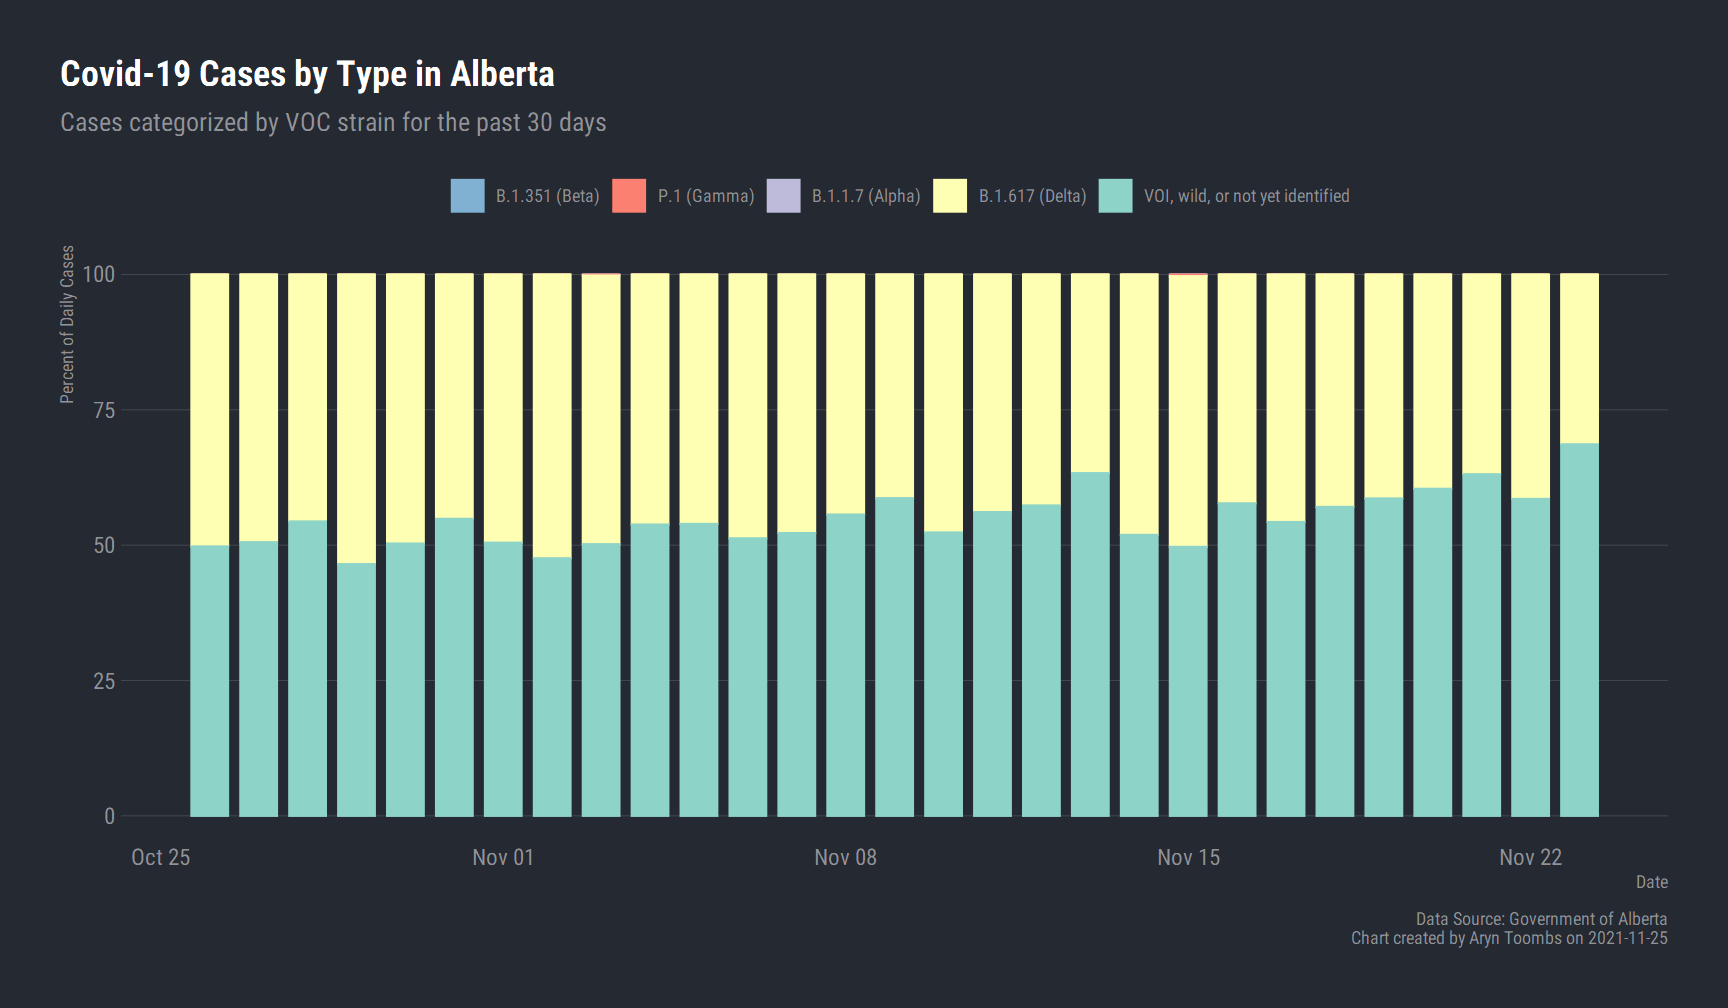 Covid-19 Cases by Type in Alberta
Cases categorized by VOC strain for the past 30 days
B.1.351 (Beta) P.1 (Gamma) B.1.1.7 (Alpha) B.1.617 (Delta) VOI, wild, or not yet identified
Percent of Daily Cases
100
75
50
25
0
Oct 25 Nov 01 Nov 08 Nov 15 Nov 22
Date
Data Source: Government of Alberta
Chart created by Aryn Toombs on 2021-11-25